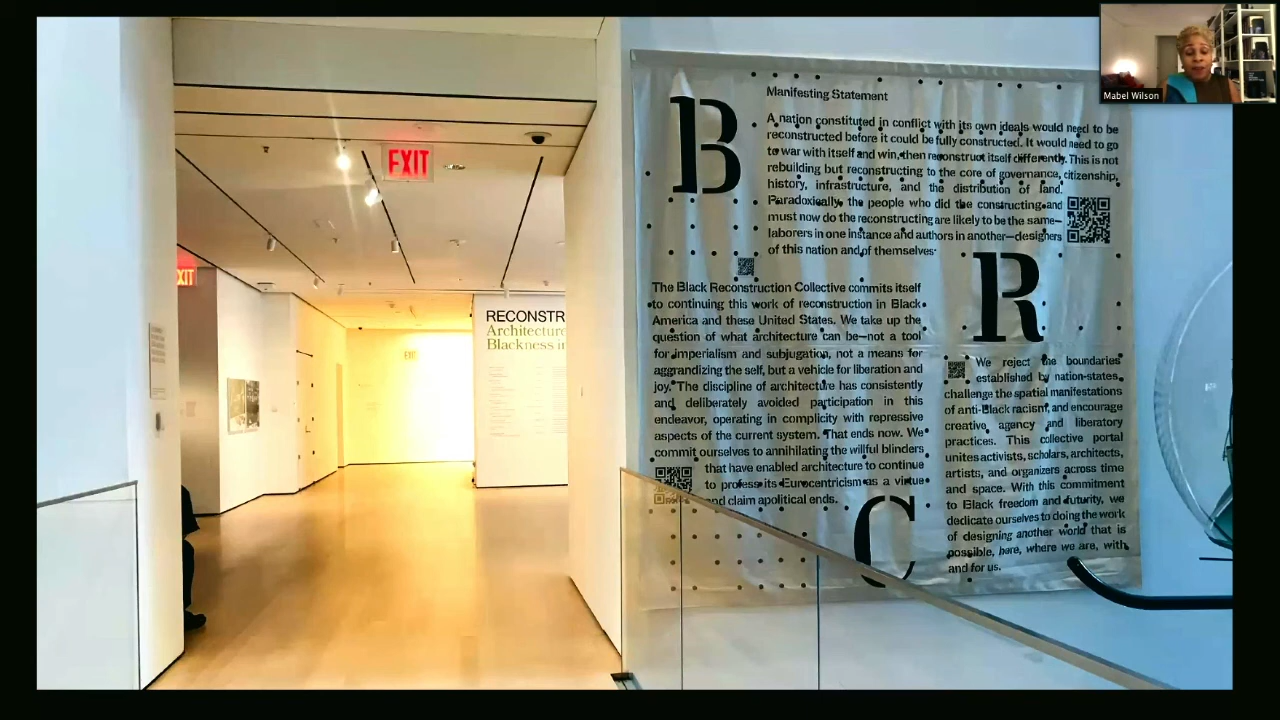 Mabel Wilson
EXIT
EXIT
RECONSTR
Architecture
Blackness in
B
Manifesting Statement
A nation constituted in conflict with its own ideals would need to be
reconstructed before it could be fully constructed. It would need to go
to war with itself and win, then reconstruct itself differently. This is not
rebuilding but reconstructing to the core of governance, citizenship,
history, infrastructure, and the distribution of land.
Paradoxically, the people who did the constructing and
must now do the reconstructing are likely to be the same—
laborers in one instance and authors in another—designers
of this nation and of themselves.
The Black Reconstruction Collective commits itself
to continuing this work of reconstruction in Black
America and these United States. We take up the
question of what architecture can be—not a tool
for imperialism and subjugation, not a means for
aggrandizing the self, but a vehicle for liberation and
joy. The discipline of architecture has consistently
and deliberately avoided participation in this
endeavor, operating in complicity with repressive
aspects of the current system. That ends now. We
commit ourselves to annihilating the willful blinders
that have enabled architecture to continue
to profess its Eurocentricism as a virtue
and claim apolitical ends.
R
We reject the boundaries
established by nation-states,
challenge the spatial manifestations
of anti-Black racism, and encourage
creative, agency and liberatory
practices. This collective portal
unites activists, scholars, architects,
artists, and organizers across time
and space. With this commitment
to Black freedom and futurity, we
dedicate ourselves to doing the work
of designing another world that is
possible, here, where we are, with
and for us.
C